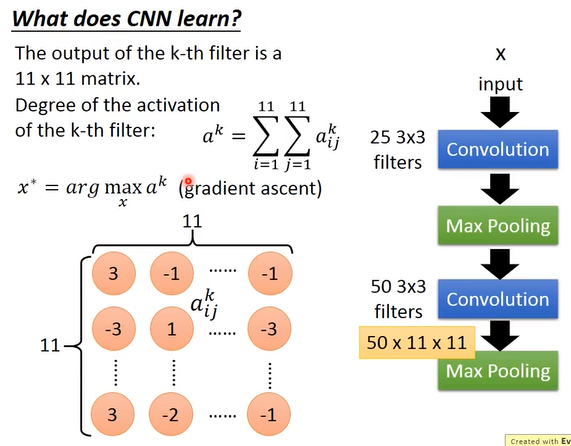 What does CNN learn?
The output of the k-th filter is a
11 x 11 matrix.
Degree of the activation
of the k-th filter:
a^k = ∑_{i=1}^{11} ∑_{j=1}^{11} a_{ij}^k
x* = arg max_x a^k (gradient ascent)
11
11
3 -1 ...... -1
a_{ij}^k
-3 1 ...... -3
3 -2 ...... -1
x
input
25 3x3
filters
Convolution
Max Pooling
50 3x3
filters
Convolution
50 x 11 x 11
Max Pooling
Created with Ev